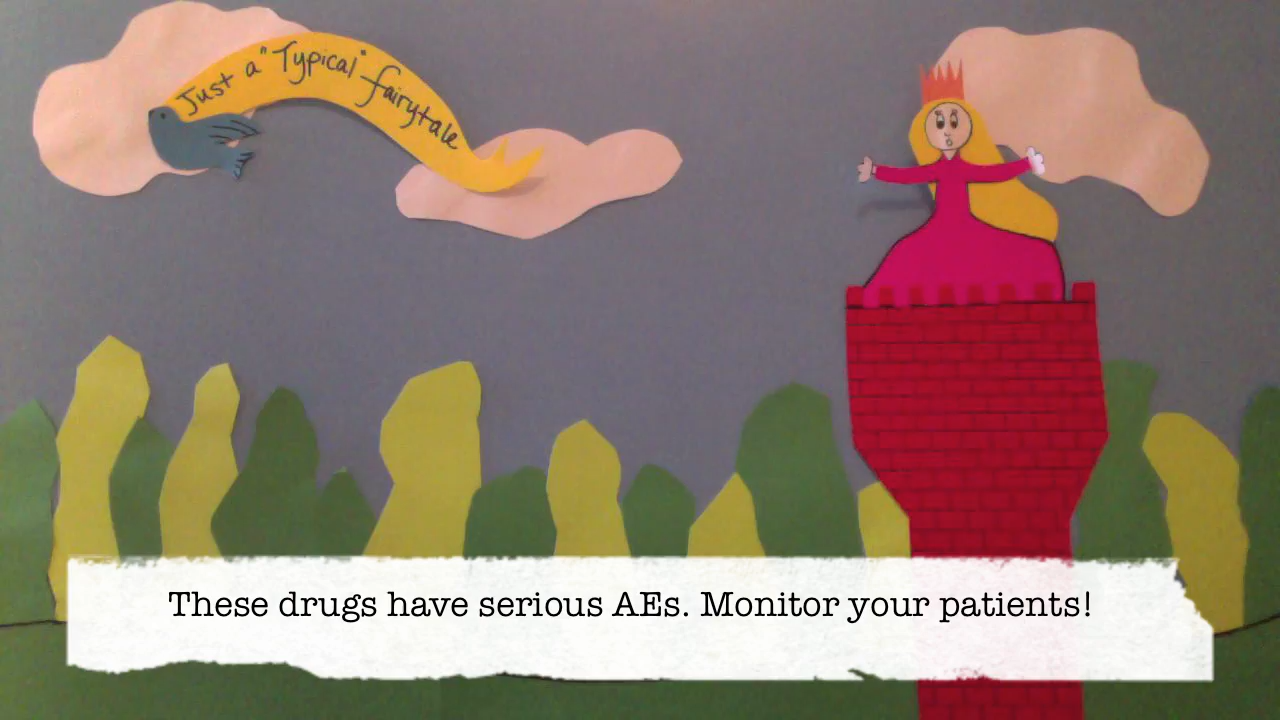 Just a "Typical" fairytale
These drugs have serious AEs. Monitor your patients!